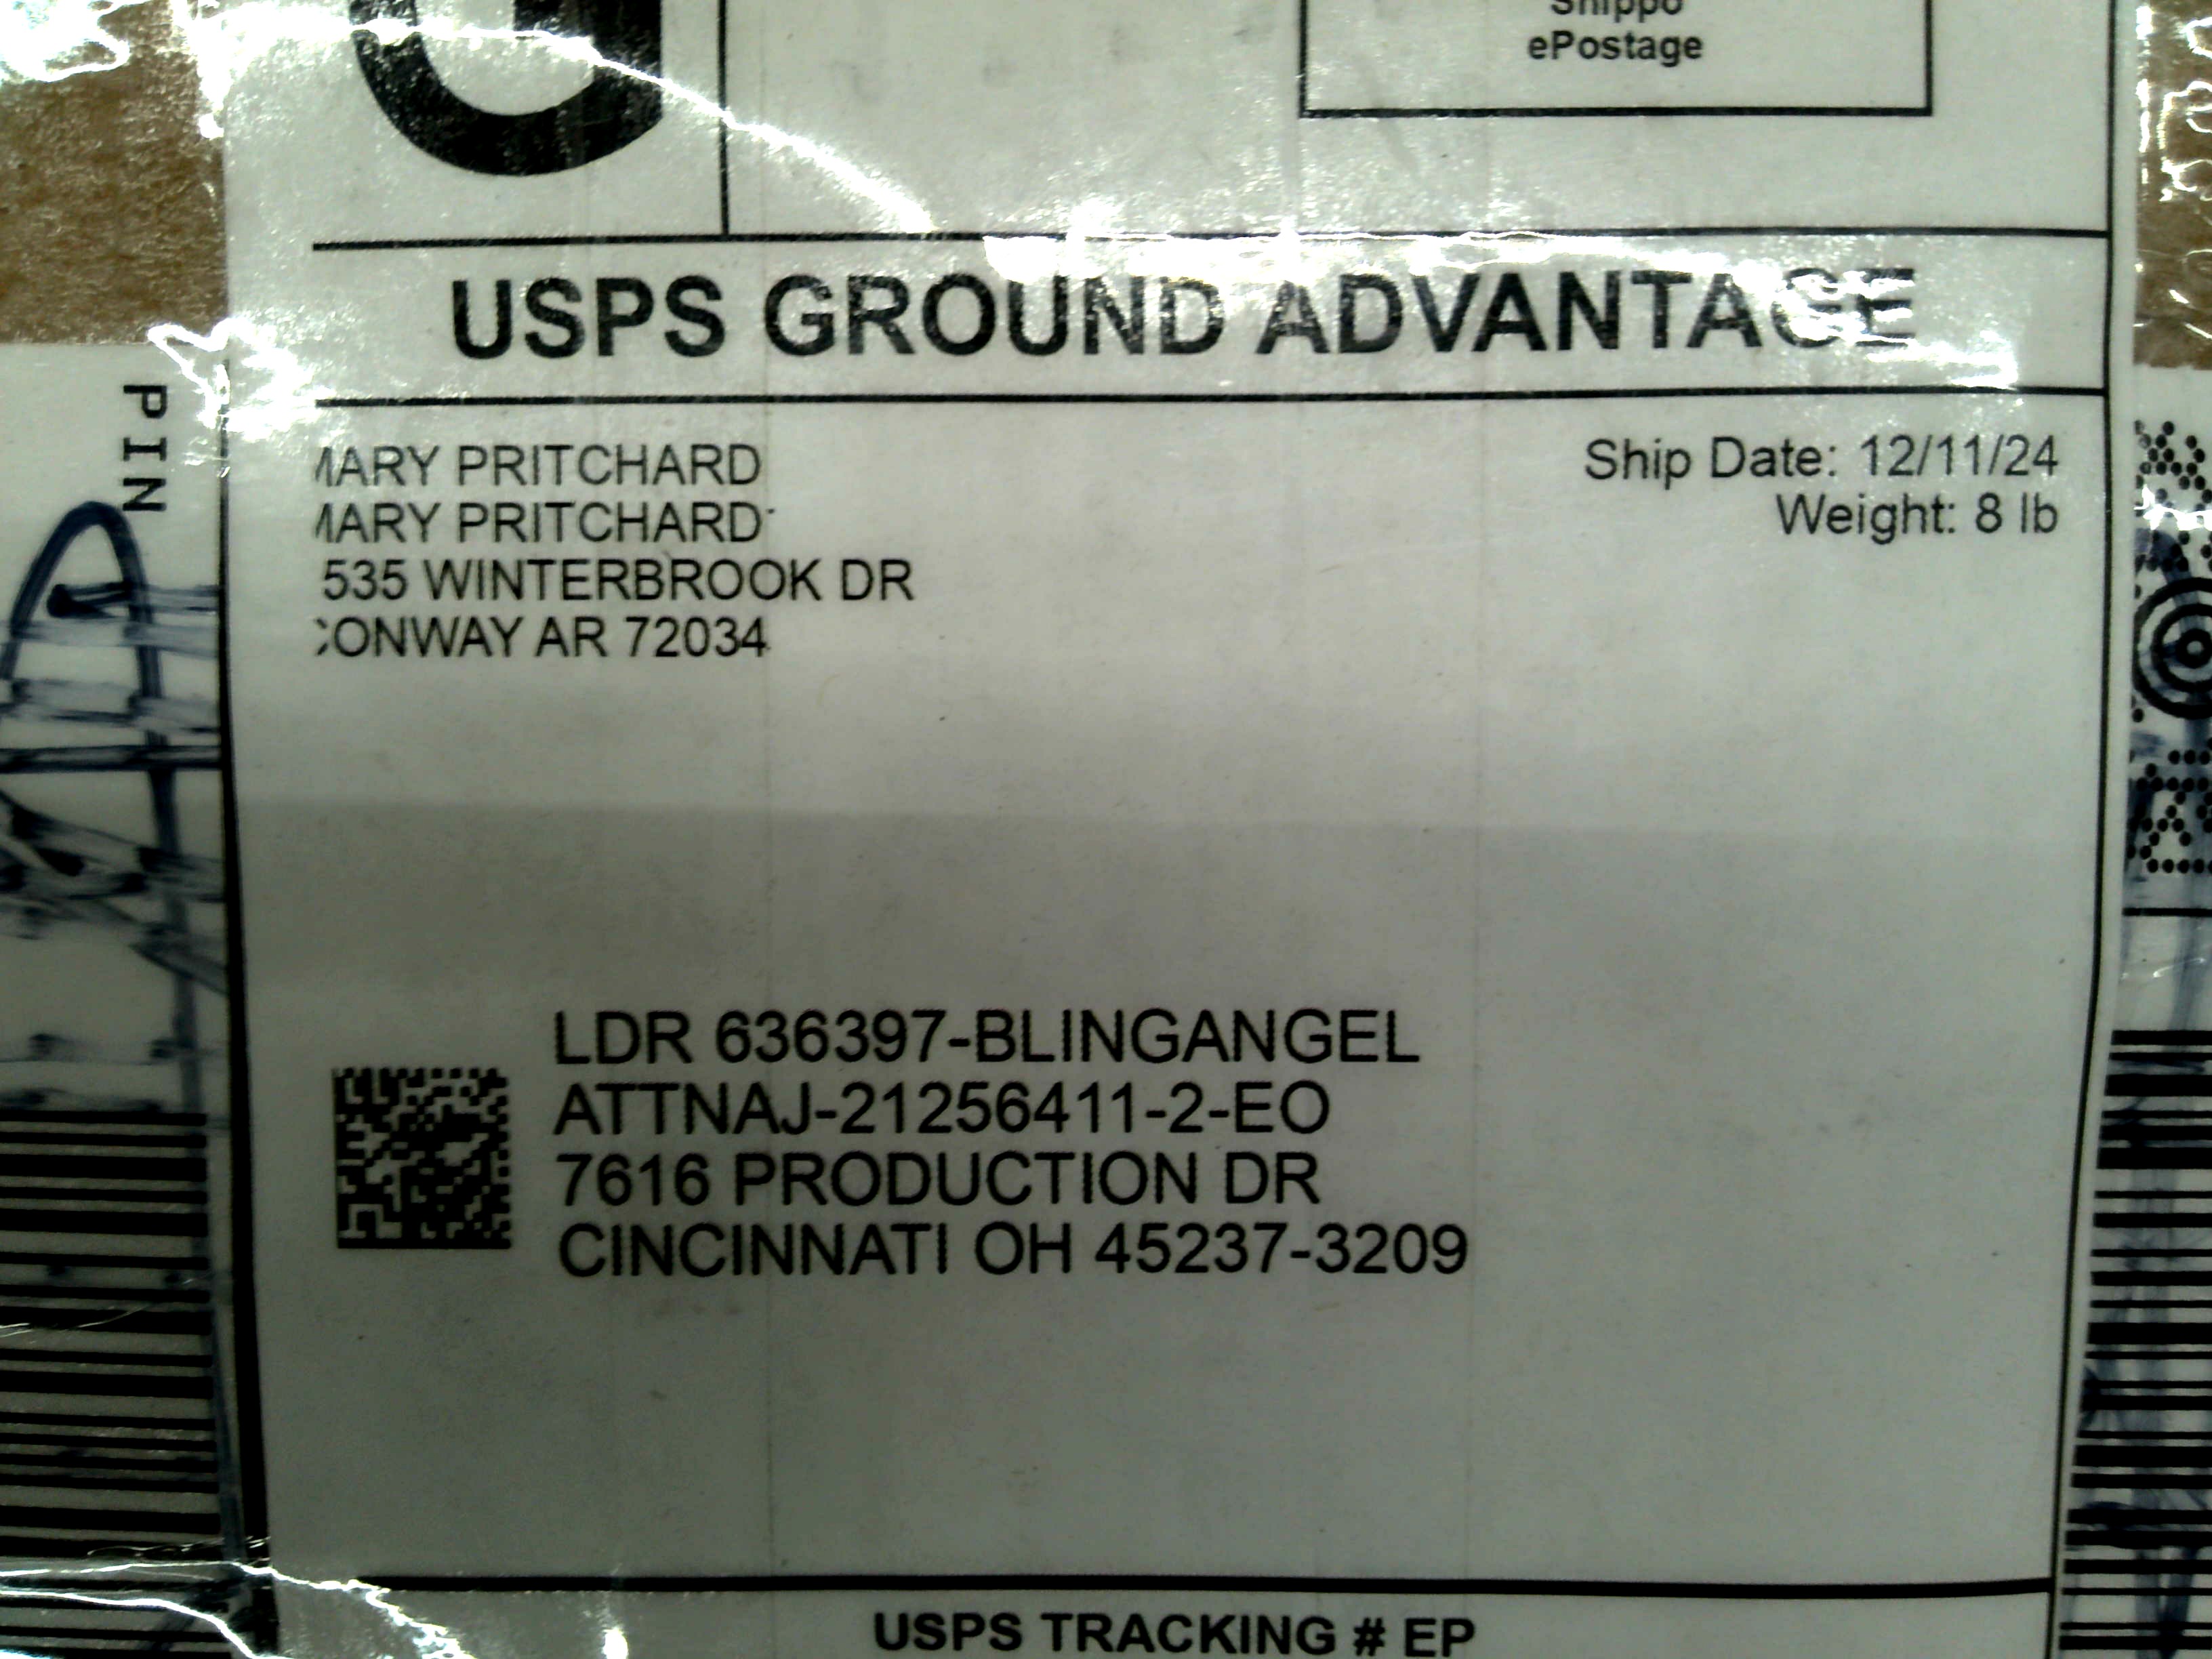 Shippo
ePostage
USPS GROUND ADVANTAGE
PIN
MARY PRITCHARD
MARY PRITCHARD
535 WINTERBROOK DR
CONWAY AR 72034
Ship Date: 12/11/24
Weight: 8 lb
LDR 636397-BLINGANGEL
ATTNAJ-21256411-2-EO
7616 PRODUCTION DR
CINCINNATI OH 45237-3209
USPS TRACKING # EP